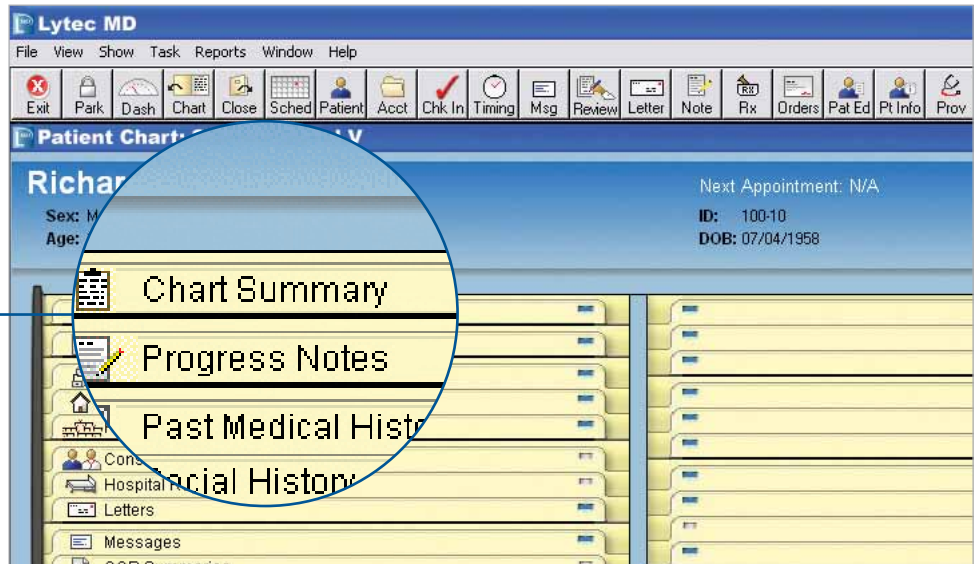 Lytec MD
File View Show Task Reports Window Help
Exit Park Dash Chart Close Sched Patient Acct Chk In Timing Msg Review Letter Note Rx Orders Pat Ed Pt Info Prov
Patient Chart:
Richar
Next Appointment: N/A
Sex: M
ID: 100-10
Age:
DOB: 07/04/1958
Chart Summary
Progress Notes
Past Medical Histo
Cons
ocial History
Hospital R
Letters
Messages